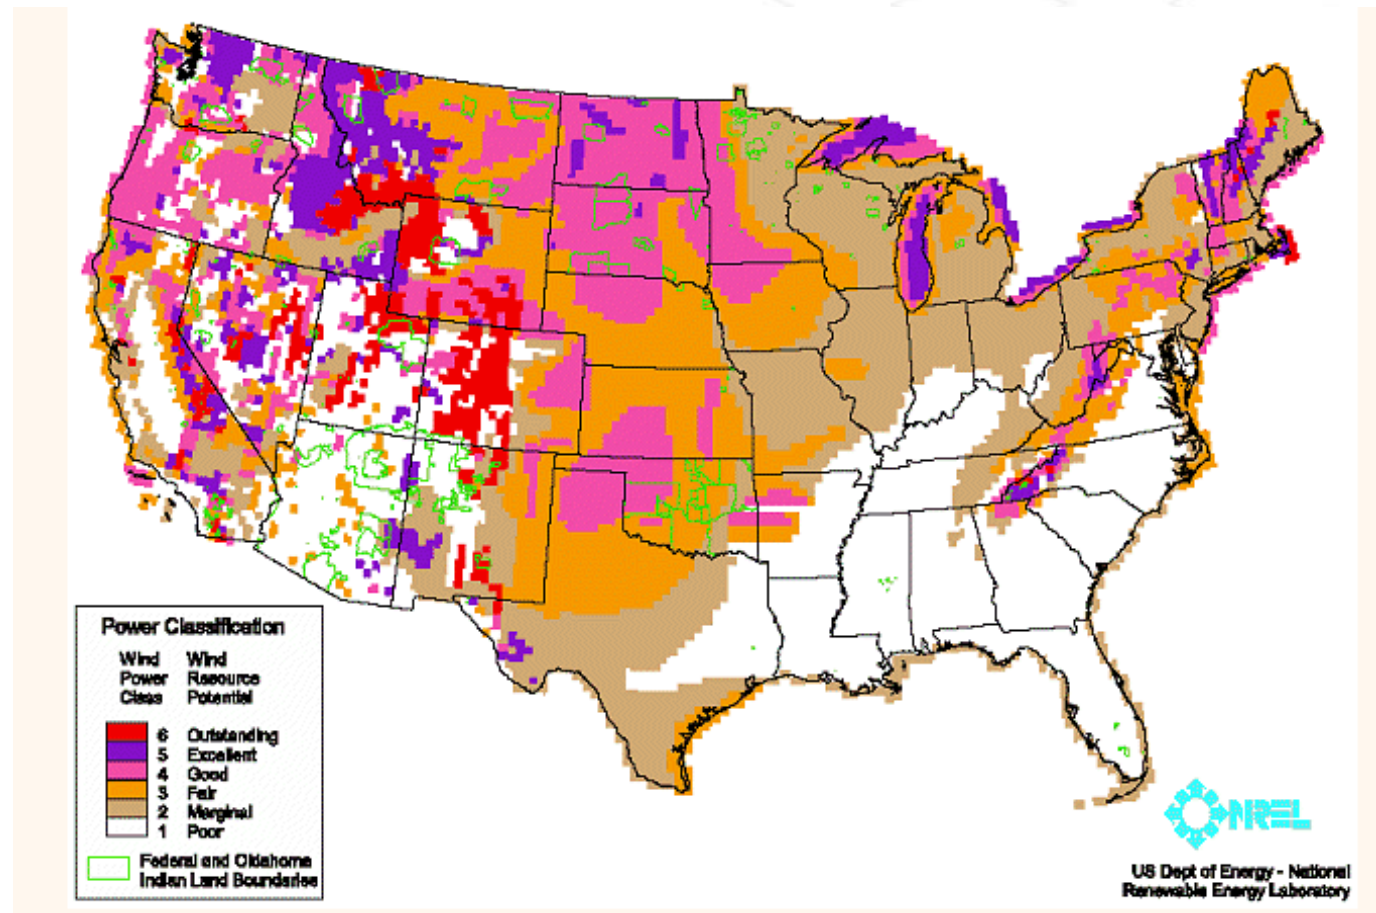 Power Classification
Wind Wind
Power Resource
Class Potential
6 Outstanding
5 Excellent
4 Good
3 Fair
2 Marginal
1 Poor
Federal and Oklahoma
Indian Land Boundaries
NREL
US Dept of Energy - National
Renewable Energy Laboratory